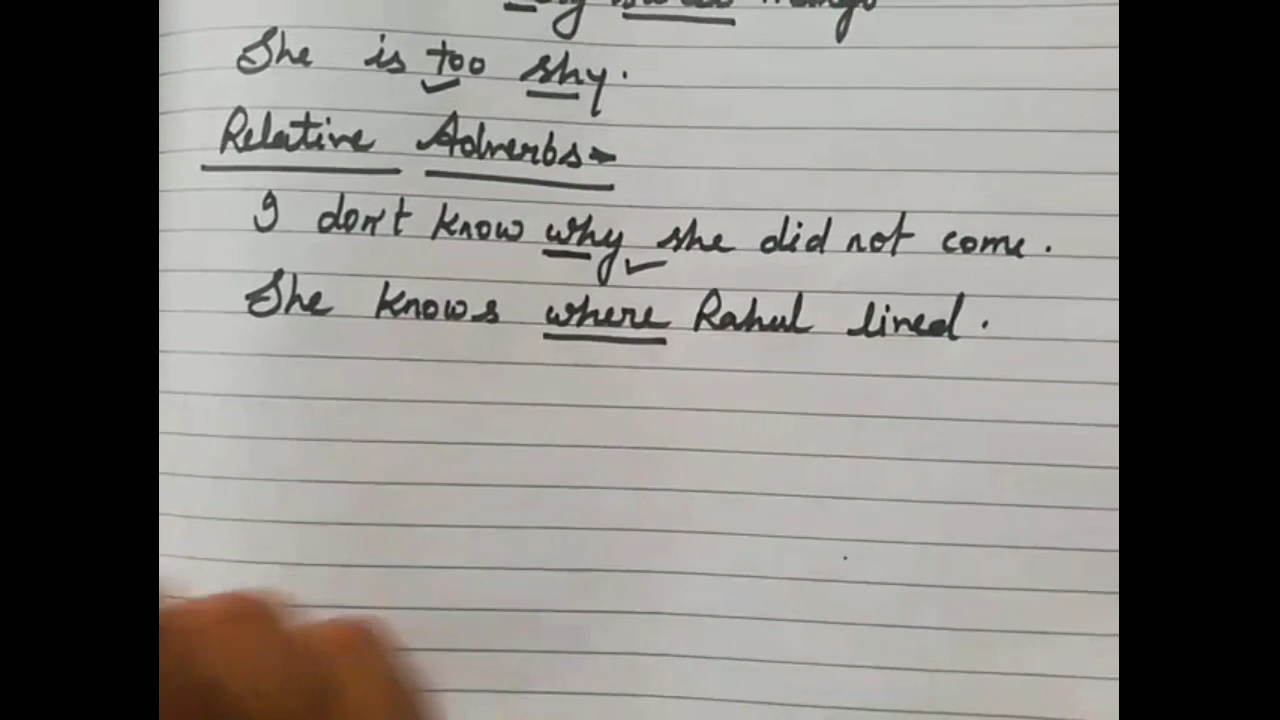 She is too shy.
Relative Adverbs-
I don't know why she did not come.
She knows where Rahul lived.